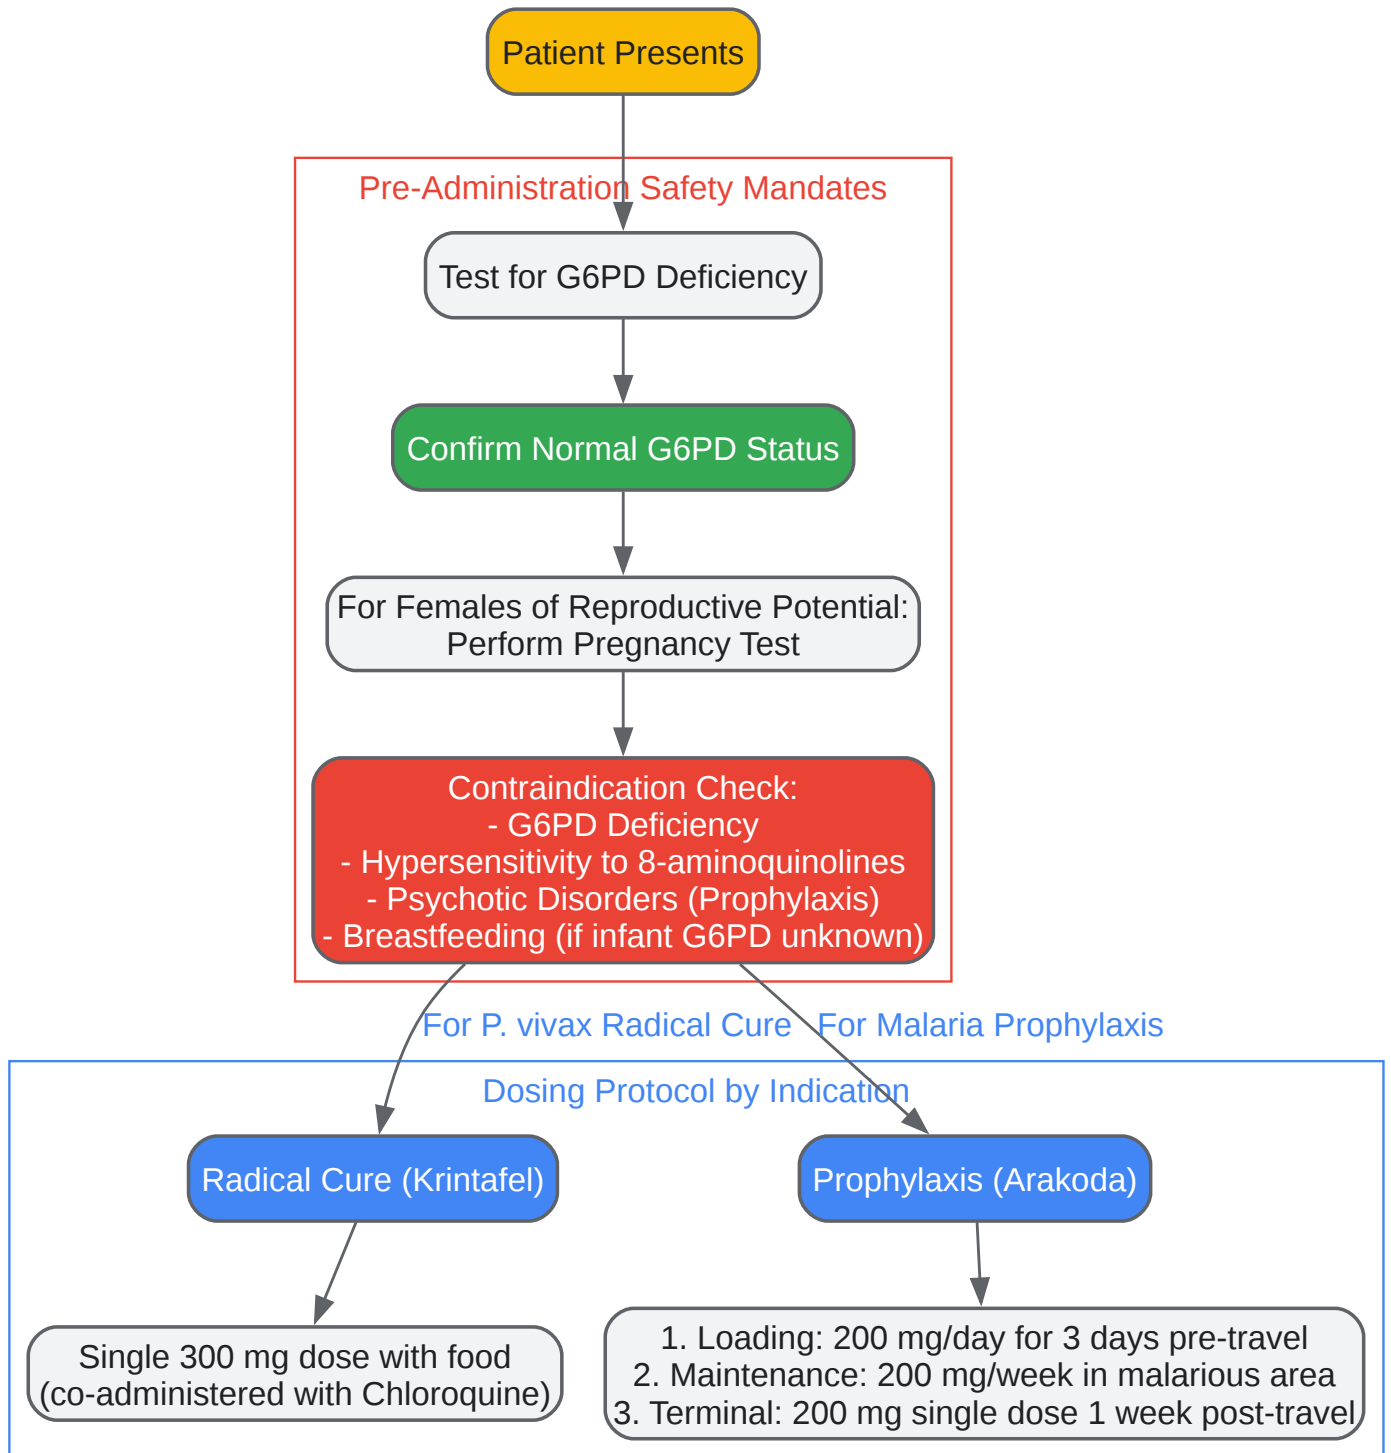 Patient Presents
Pre-Administration Safety Mandates
Test for G6PD Deficiency
Confirm Normal G6PD Status
For Females of Reproductive Potential:
Perform Pregnancy Test
Contraindication Check:
- G6PD Deficiency
- Hypersensitivity to 8-aminoquinolines
- Psychotic Disorders (Prophylaxis)
- Breastfeeding (if infant G6PD unknown)
For P. vivax Radical Cure
For Malaria Prophylaxis
Dosing Protocol by Indication
Radical Cure (Krintafel)
Prophylaxis (Arakoda)
Single 300 mg dose with food
(co-administered with Chloroquine)
1. Loading: 200 mg/day for 3 days pre-travel
2. Maintenance: 200 mg/week in malarious area
3. Terminal: 200 mg single dose 1 week post-travel